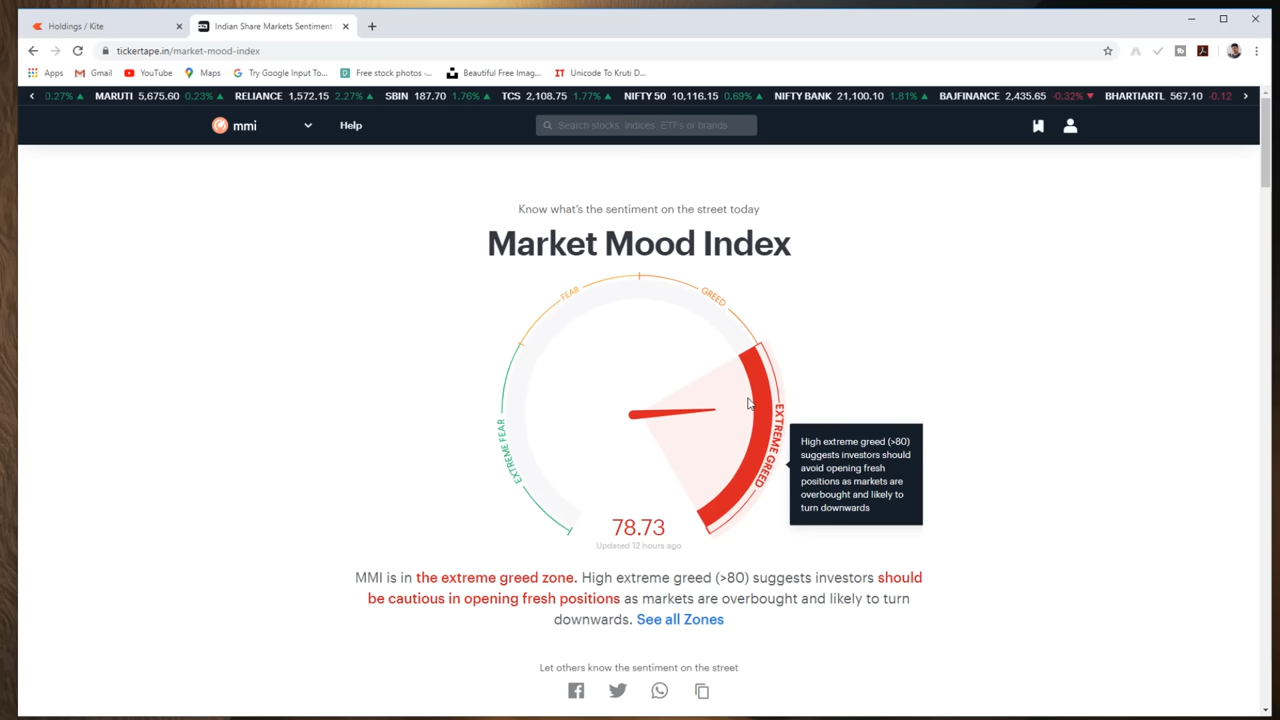 Holdings / Kite
Indian Share Markets Sentiment
tickertape.in/market-mood-index
Apps
Gmail
YouTube
Maps
Try Google Input To...
Free stock photos -...
Beautiful Free Imag...
IT Unicode To Kruti D...
0.27%
MARUTI 5,675.60 0.23%
RELIANCE 1,572.15 2.27%
SBIN 187.70 1.76%
TCS 2,108.75 1.77%
NIFTY 50 10,116.15 0.69%
NIFTY BANK 21,100.10 1.81%
BAJFINANCE 2,435.65 -0.32%
BHARTIARTL 567.10 -0.12
mmi
Help
Search stocks, indices, ETFs or brands
Know what's the sentiment on the street today
Market Mood Index
EXTREME FEAR
FEAR
GREED
EXTREME GREED
High extreme greed (>80)
suggests investors should
avoid opening fresh
positions as markets are
overbought and likely to
turn downwards
78.73
Updated 12 hours ago
MMI is in the extreme greed zone. High extreme greed (>80) suggests investors should
be cautious in opening fresh positions as markets are overbought and likely to turn
downwards. See all Zones
Let others know the sentiment on the street